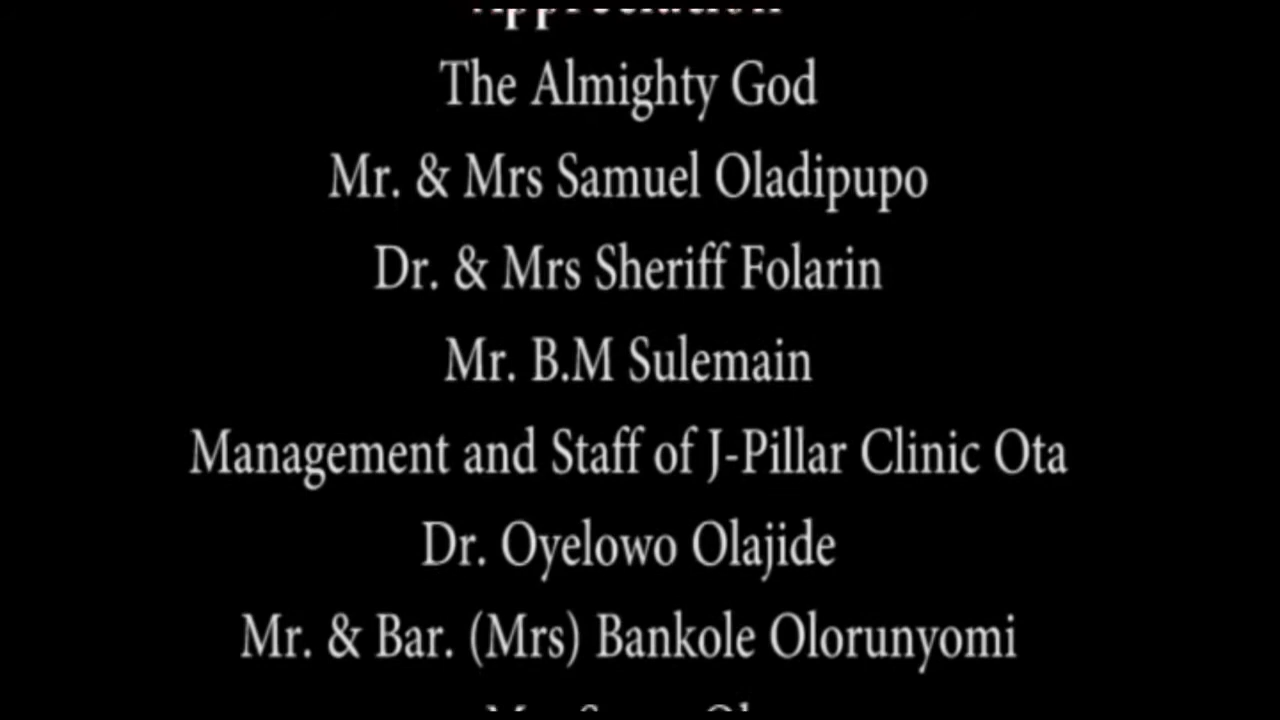 Appreciation
The Almighty God
Mr. & Mrs Samuel Oladipupo
Dr. & Mrs Sheriff Folarin
Mr. B.M Sulemain
Management and Staff of J-Pillar Clinic Ota
Dr. Oyelowo Olajide
Mr. & Bar. (Mrs) Bankole Olorunyomi